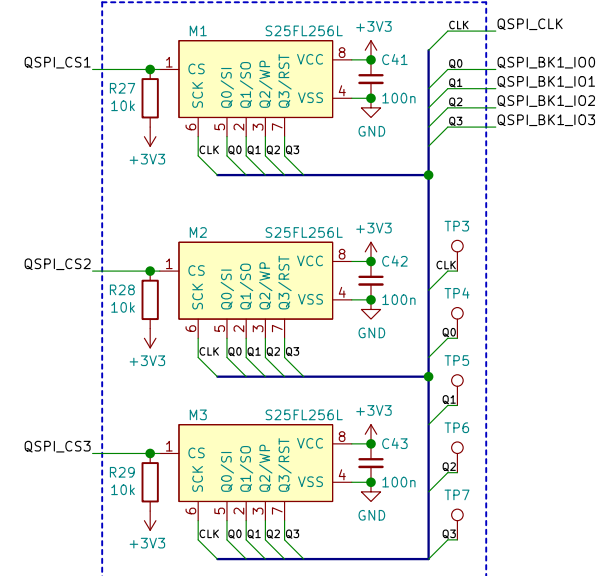 CLK QSPI_CLK
M1 S25FL256L +3V3
QSPI_CS1 1 CS VCC 8 C41 Q0 QSPI_BK1_IO0
R27 Q1 QSPI_BK1_IO1
10k SCK Q0/SI Q1/SO Q2/WP Q3/RST VSS 4 100n Q2 QSPI_BK1_IO2
Q3 QSPI_BK1_IO3
6 5 2 3 7 GND
+3V3 CLK Q0 Q1 Q2 Q3
M2 S25FL256L +3V3 TP3
QSPI_CS2 1 CS VCC 8 C42 CLK
R28 TP4
10k SCK Q0/SI Q1/SO Q2/WP Q3/RST VSS 4 100n
6 5 2 3 7 GND Q0
+3V3 CLK Q0 Q1 Q2 Q3
TP5
Q1
M3 S25FL256L +3V3 TP6
QSPI_CS3 1 CS VCC 8 C43
R29 Q2
10k SCK Q0/SI Q1/SO Q2/WP Q3/RST VSS 4 100n TP7
6 5 2 3 7 GND
+3V3 CLK Q0 Q1 Q2 Q3 Q3